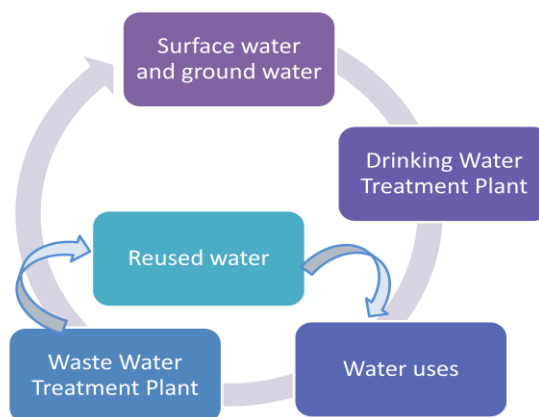 Surface water
and ground water
Drinking Water
Treatment Plant
Reused water
Waste Water
Treatment Plant
Water uses